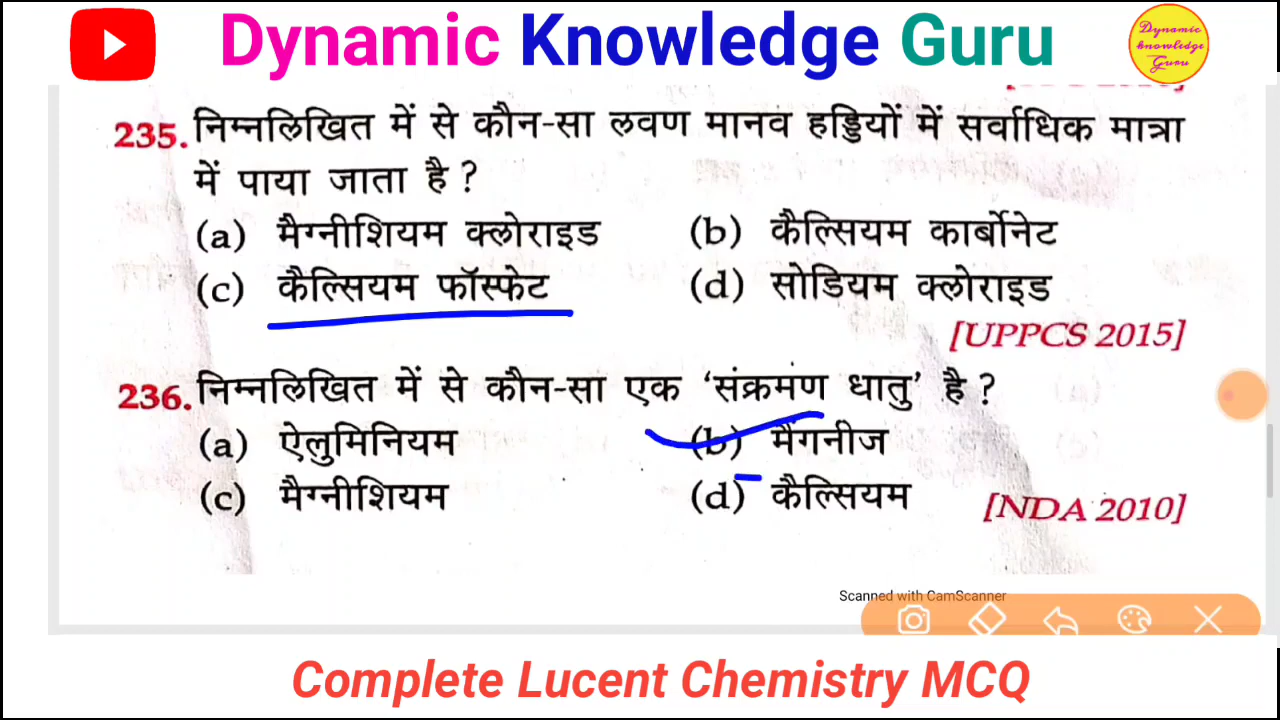 Dynamic Knowledge Guru
Dynamic
knowledge
Guru
235. निम्नलिखित में से कौन-सा लवण मानव हड्डियों में सर्वाधिक मात्रा
में पाया जाता है ?
(a) मैग्नीशियम क्लोराइड (b) कैल्सियम कार्बोनेट
(c) कैल्सियम फॉस्फेट (d) सोडियम क्लोराइड
[UPPCS 2015]
236. निम्नलिखित में से कौन-सा एक ‘संक्रमण धातु’ है ?
(a) ऐलुमिनियम (b) मैंगनीज
(c) मैग्नीशियम (d) कैल्सियम [NDA 2010]
Scanned with CamScanner
Complete Lucent Chemistry MCQ